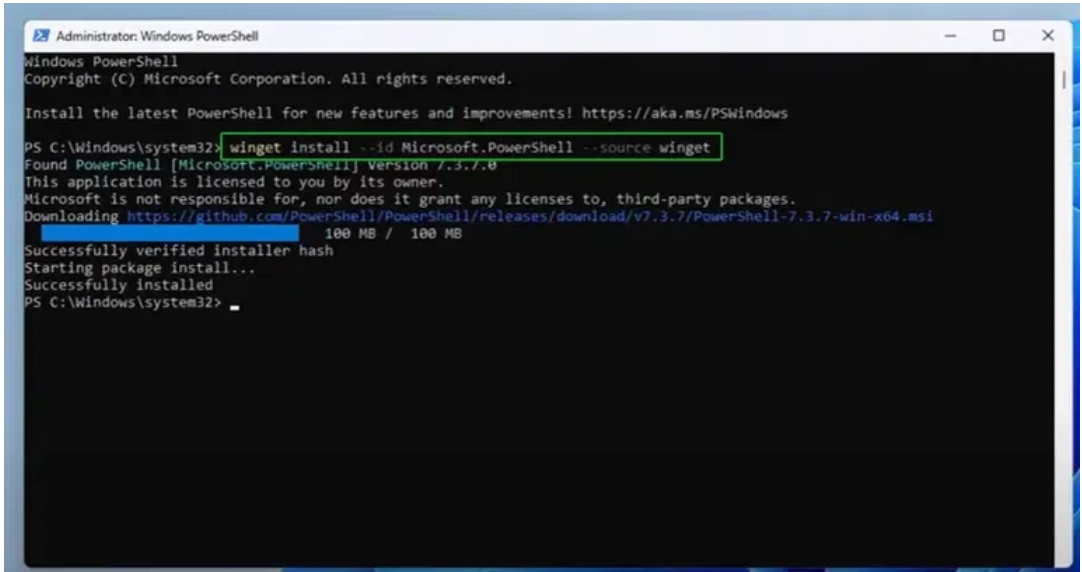 Administrator: Windows PowerShell
Windows PowerShell
Copyright (C) Microsoft Corporation. All rights reserved.
Install the latest PowerShell for new features and improvements! https://aka.ms/PSWindows
PS C:\Windows\system32> winget install --id Microsoft.PowerShell --source winget
Found PowerShell [Microsoft.PowerShell] Version 7.3.7.0
This application is licensed to you by its owner.
Microsoft is not responsible for, nor does it grant any licenses to, third-party packages.
Downloading https://github.com/PowerShell/PowerShell/releases/download/v7.3.7/PowerShell-7.3.7-win-x64.msi
100 MB / 100 MB
Successfully verified installer hash
Starting package install...
Successfully installed
PS C:\Windows\system32>